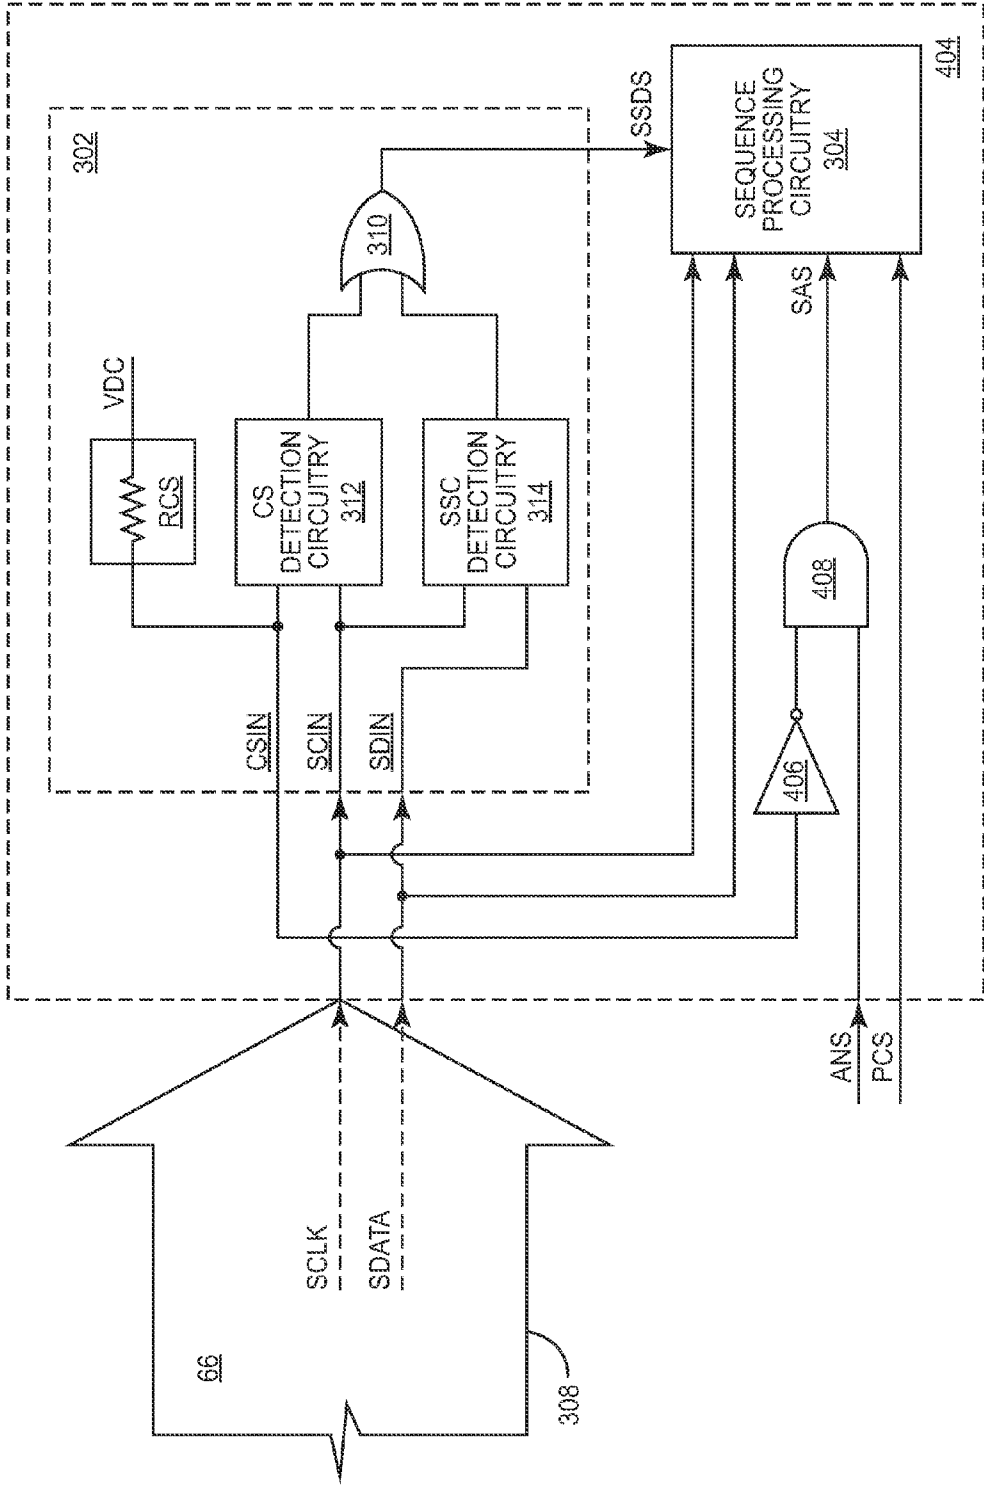 66
308
SCLK
SDATA
302
VDC
RCS
CSIN
SCIN
SDIN
CS
DETECTION
CIRCUITRY
312
SSC
DETECTION
CIRCUITRY
314
310
SSDS
SEQUENCE
PROCESSING
CIRCUITRY
304
404
SAS
406
408
ANS
PCS